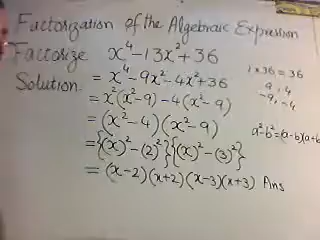 Factorization of the Algebraic Expression
Factorize x⁴-13x²+36
Solution = x⁴-9x²-4x²+36
= x²(x²-9)-4(x²-9)
= (x²-4)(x²-9)
= {(x)²-(2)²}{(x)²-(3)²}
= (x-2)(x+2)(x-3)(x+3) Ans
1×36=36
9, 4
-9, -4
a²-b²=(a-b)(a+b